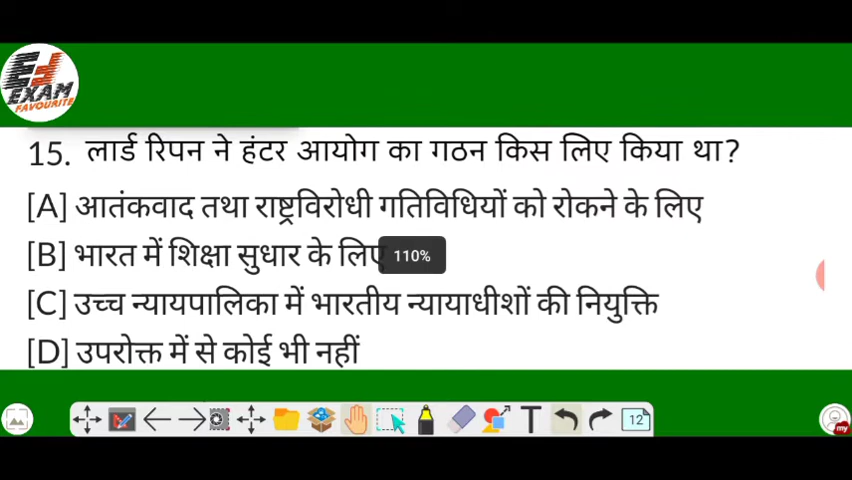 EXAM
FAVOURITE
15. लार्ड रिपन ने हंटर आयोग का गठन किस लिए किया था?
[A] आतंकवाद तथा राष्ट्रविरोधी गतिविधियों को रोकने के लिए
[B] भारत में शिक्षा सुधार के लिए
110%
[C] उच्च न्यायपालिका में भारतीय न्यायाधीशों की नियुक्ति
[D] उपरोक्त में से कोई भी नहीं
T 12
my